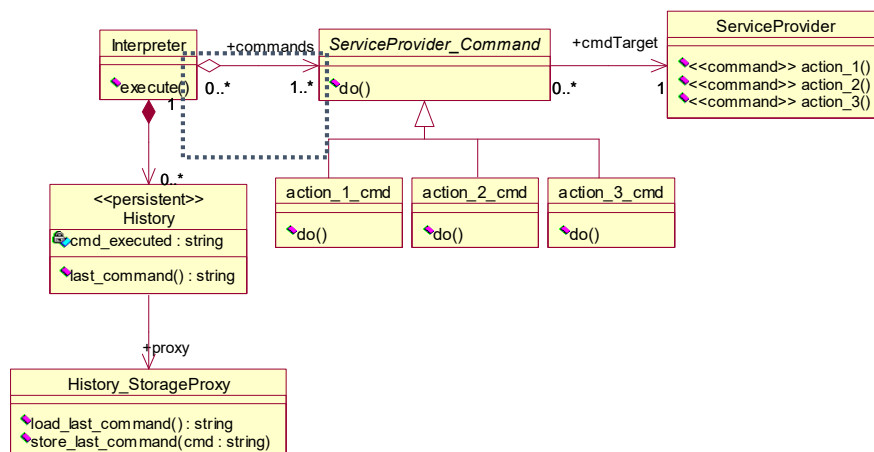 Interpreter
execute()
+commands
0..*
1..*
ServiceProvider_Command
do()
+cmdTarget
0..*
1
ServiceProvider
<<command>> action_1()
<<command>> action_2()
<<command>> action_3()
1
0..*
action_1_cmd
do()
action_2_cmd
do()
action_3_cmd
do()
<<persistent>>
History
cmd_executed : string
last_command() : string
+proxy
History_StorageProxy
load_last_command() : string
store_last_command(cmd : string)